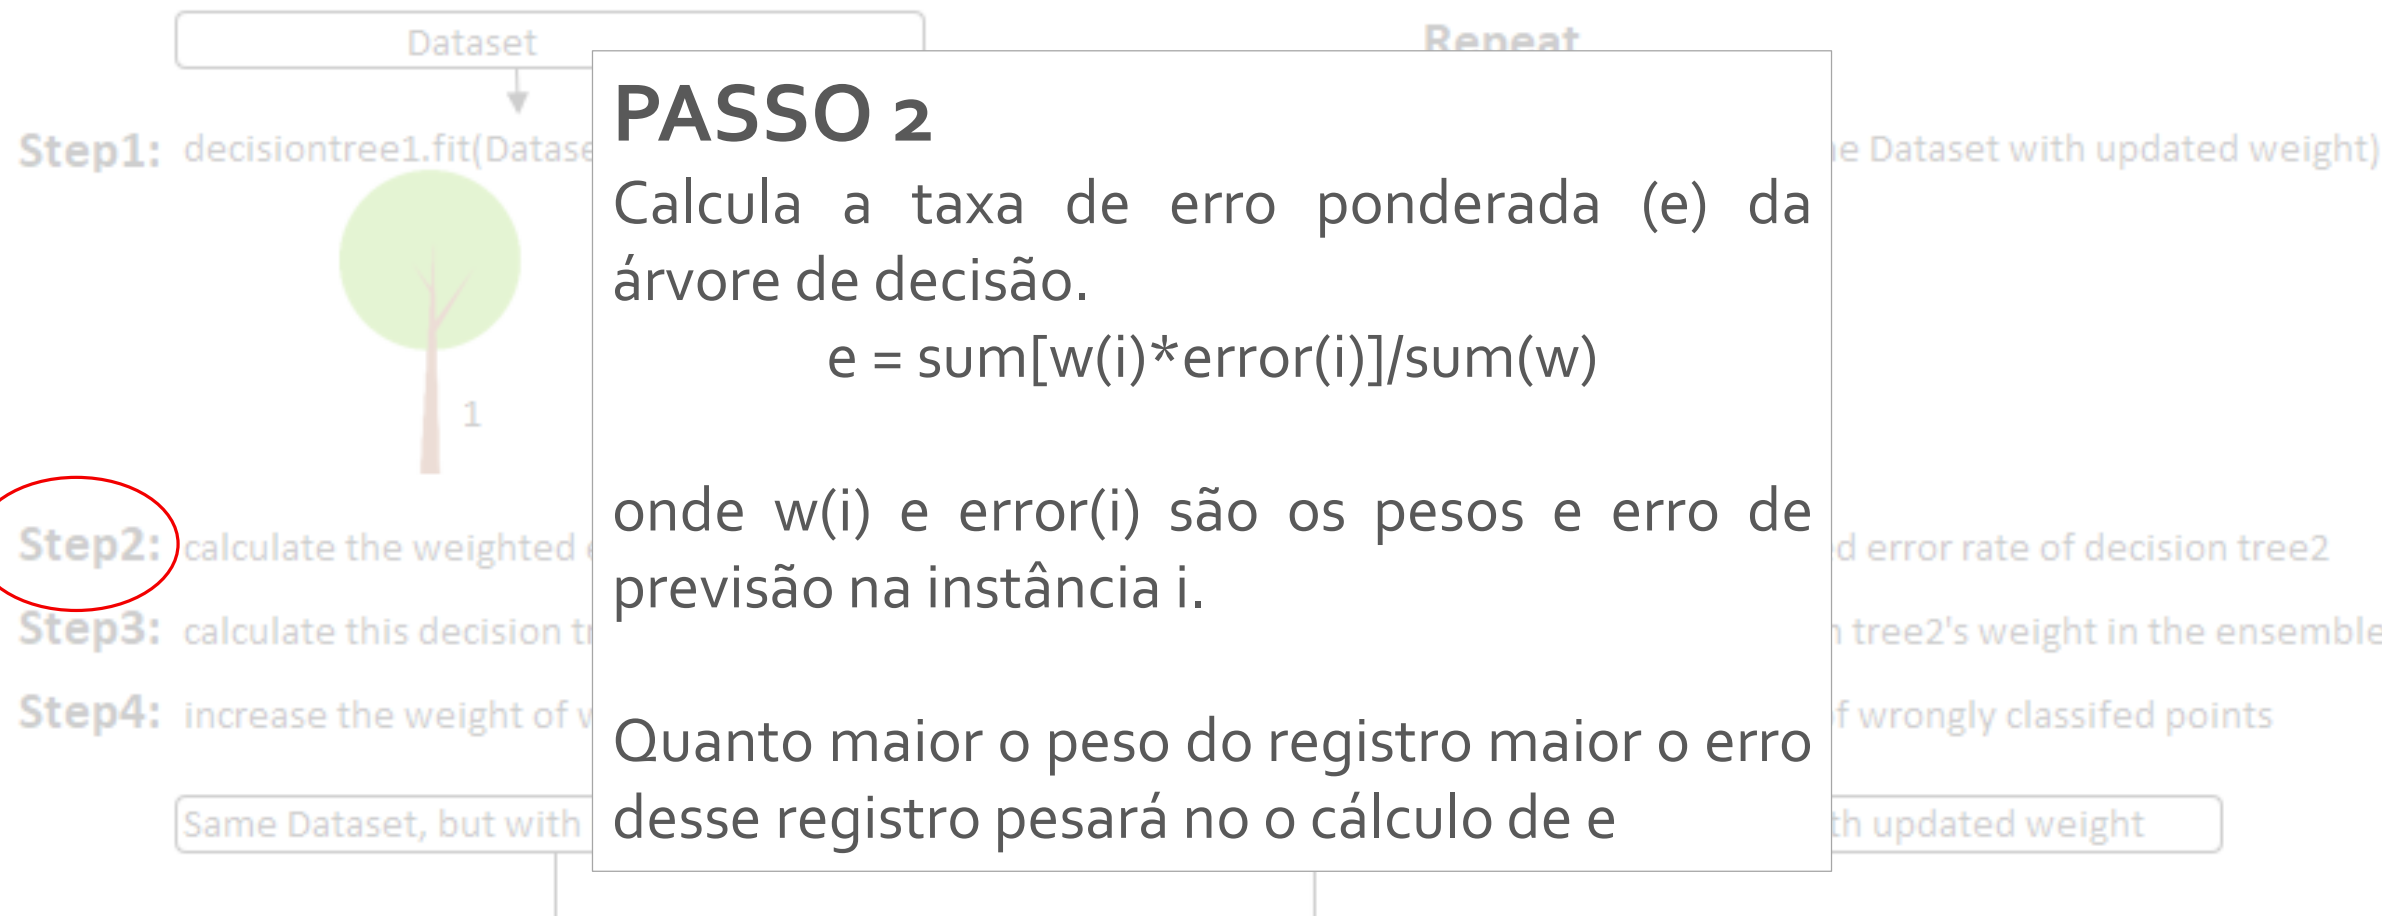 Dataset
Repeat
PASSO 2
Step1: decisiontree1.fit(Datase
e Dataset with updated weight)
Calcula a taxa de erro ponderada (e) da
árvore de decisão.
e = sum[w(i)*error(i)]/sum(w)
1
onde w(i) e error(i) são os pesos e erro de
previsão na instância i.
Step2: calculate the weighted
d error rate of decision tree2
Step3: calculate this decision
tree2's weight in the ensemble
Step4: increase the weight of
wrongly classifed points
Quanto maior o peso do registro maior o erro
desse registro pesará no o cálculo de e
Same Dataset, but with
th updated weight